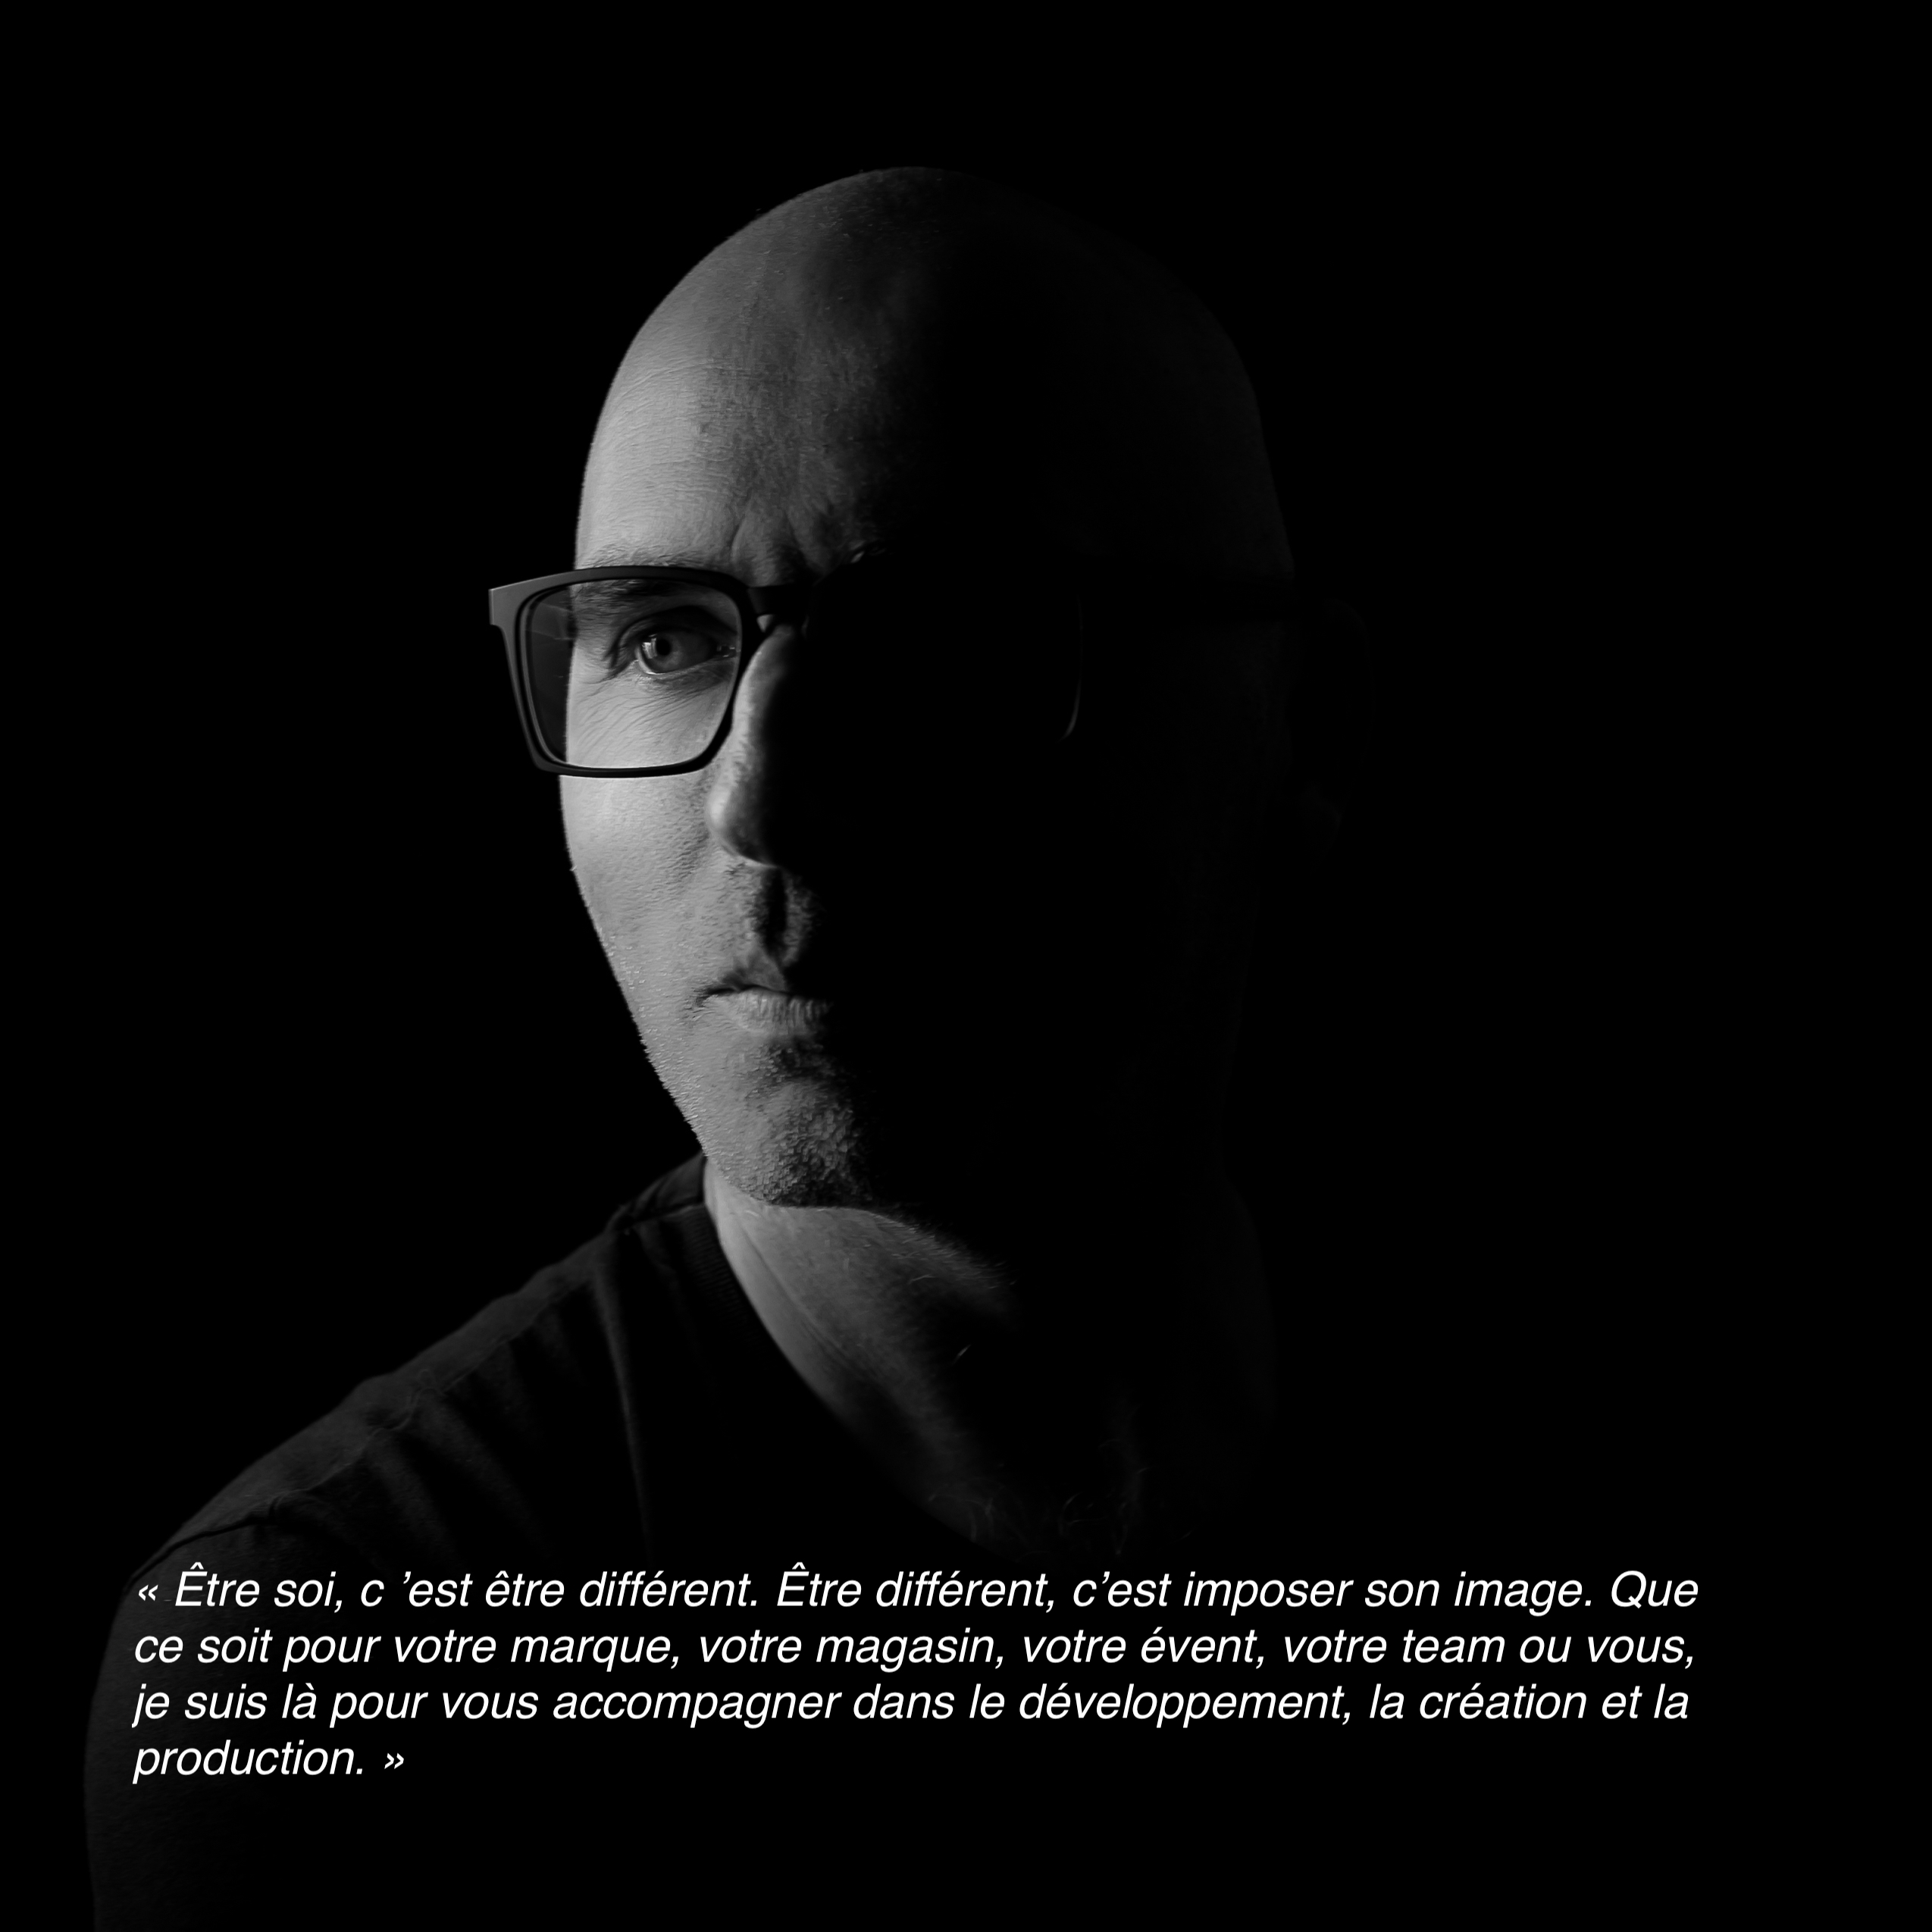 « Être soi, c ’est être différent. Être différent, c’est imposer son image. Que
ce soit pour votre marque, votre magasin, votre évent, votre team ou vous,
je suis là pour vous accompagner dans le développement, la création et la
production. »